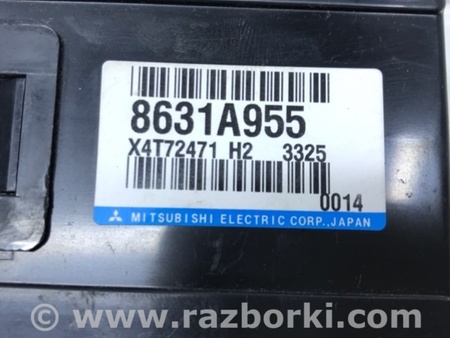 8631A955
X4T72471 H2 3325
0014
MITSUBISHI ELECTRIC CORP., JAPAN
© www.razborki.com